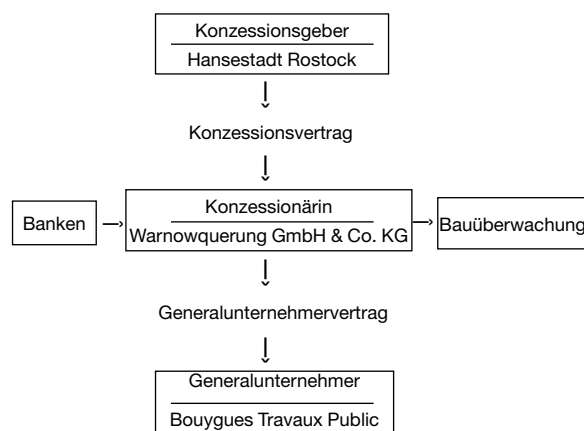 Konzessionsgeber
Hansestadt Rostock
Konzessionsvertrag
Banken
Konzessionärin
Warnowquerung GmbH & Co. KG
Bauüberwachung
Generalunternehmervertrag
Generalunternehmer
Bouygues Travaux Public